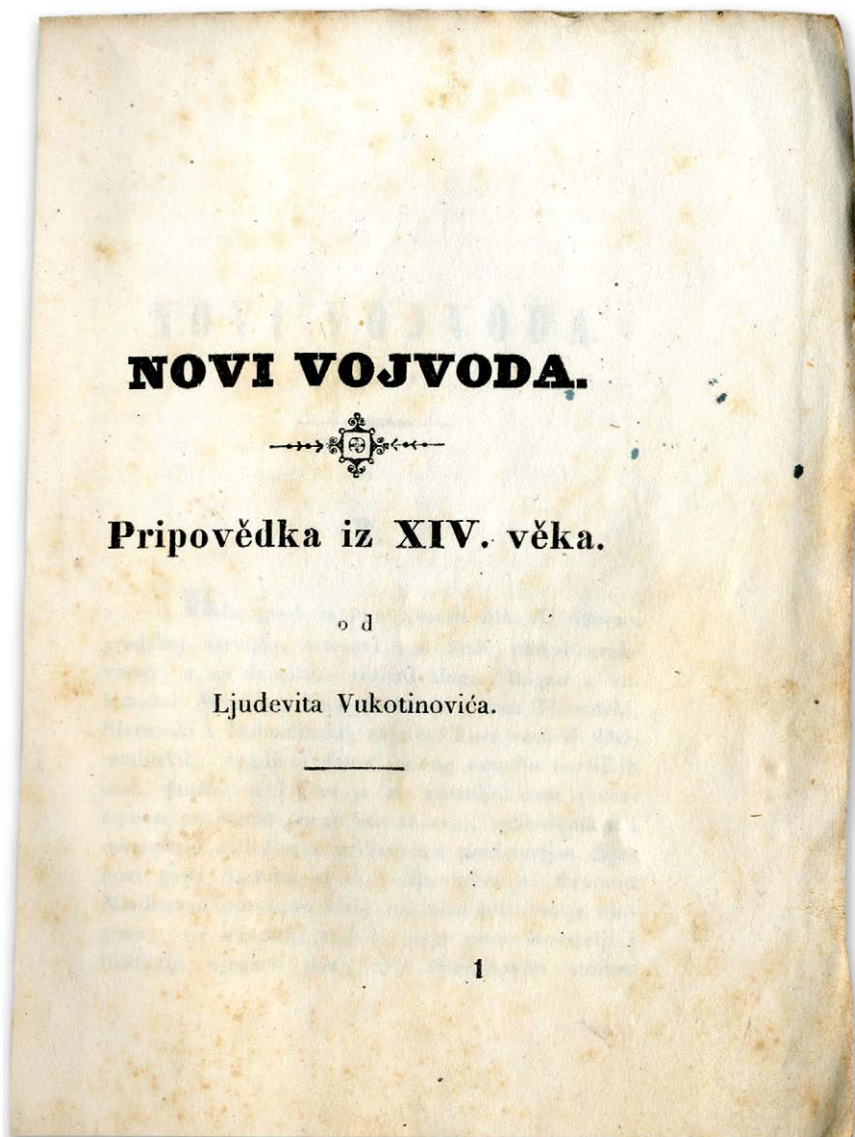 NOVI VOJVODA.
Pripovědka iz XIV. věka.
od
Ljudevita Vukotinovića.
1